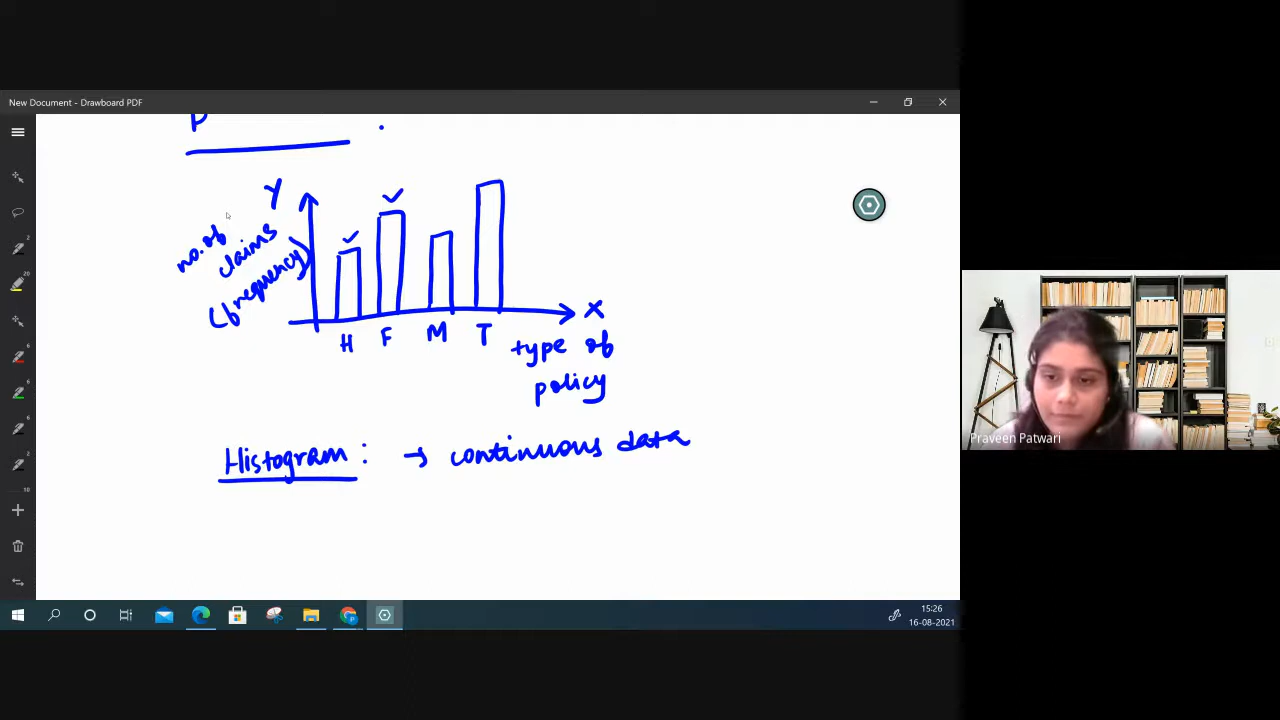 New Document - Drawboard PDF
P
Y
no. of
claims
(frequency)
H F M T
X
type of
policy
Histogram : → continuous data
Praveen Patwari
15:26
16-08-2021